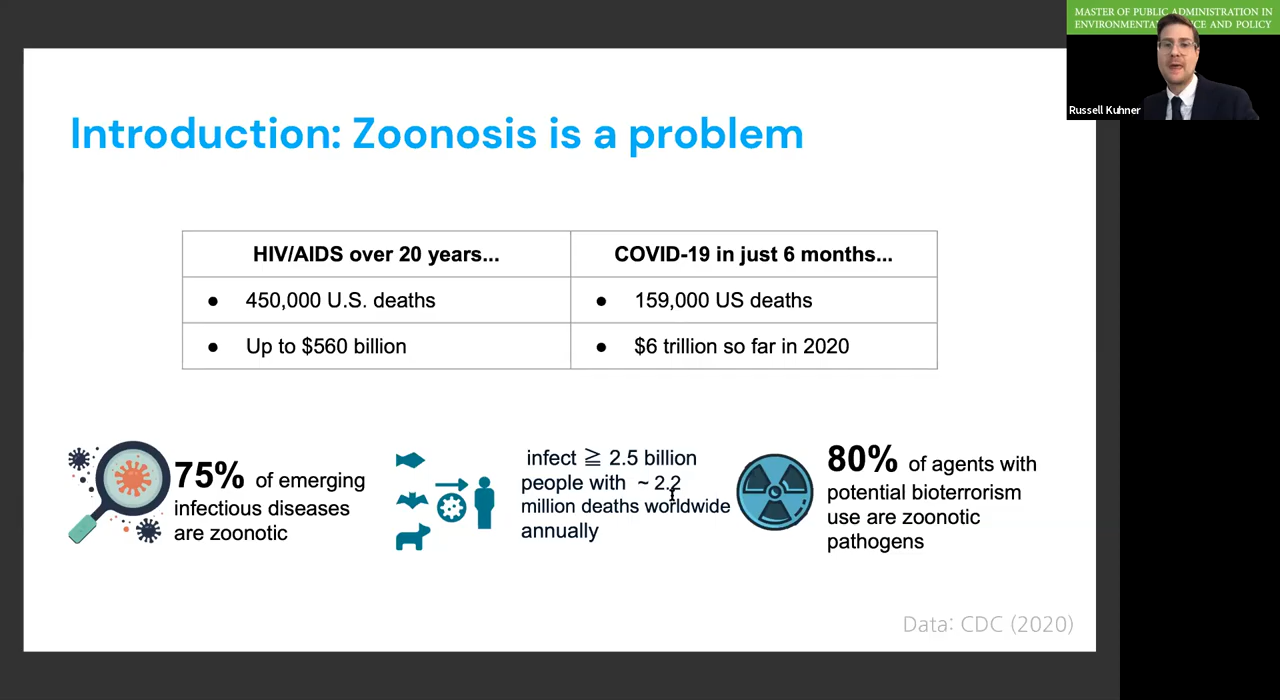 MASTER OF PUBLIC ADMINISTRATION IN
ENVIRONMENTAL NCE AND POLICY
Russell Kuhner
Introduction: Zoonosis is a problem
HIV/AIDS over 20 years...
COVID-19 in just 6 months...
● 450,000 U.S. deaths
● 159,000 US deaths
● Up to $560 billion
● $6 trillion so far in 2020
75% of emerging
infectious diseases
are zoonotic
infect ≧ 2.5 billion
people with ~ 2.2
million deaths worldwide
annually
80% of agents with
potential bioterrorism
use are zoonotic
pathogens
Data: CDC (2020)